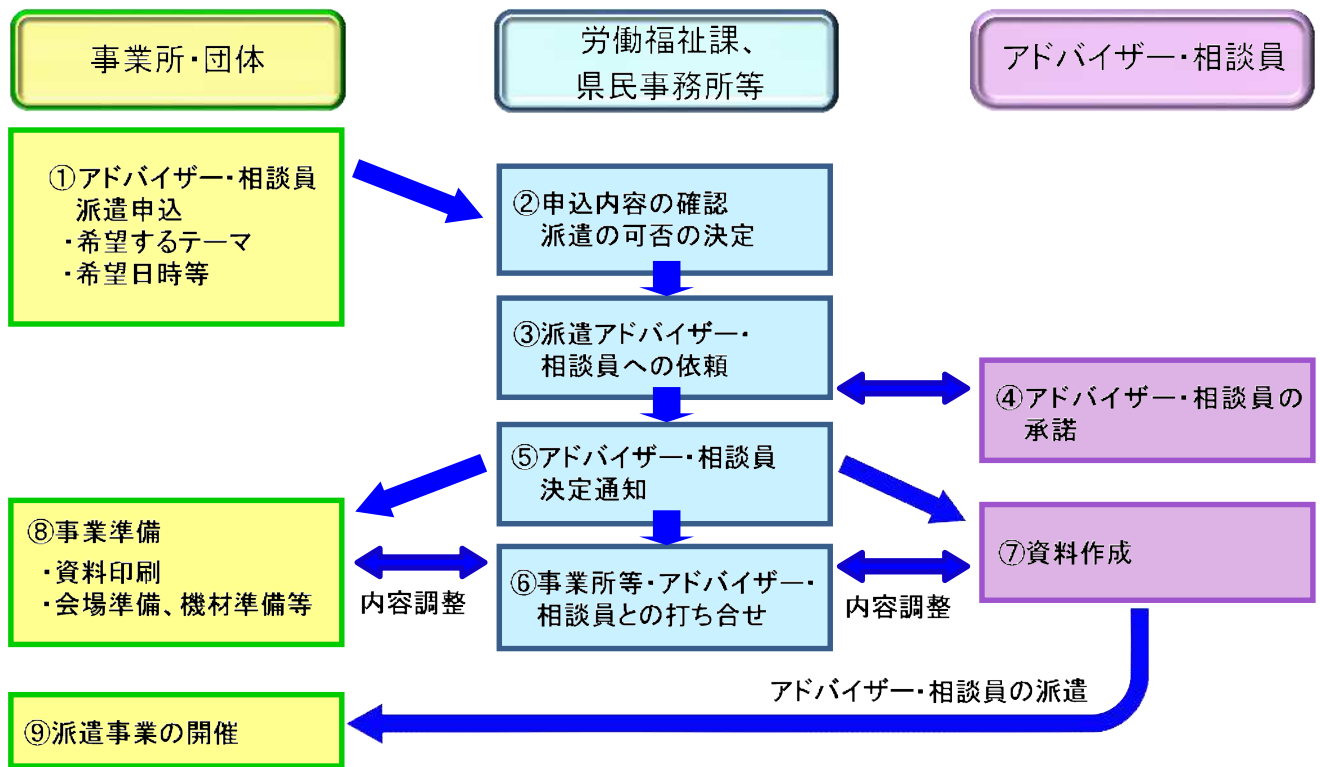 事業所・団体
労働福祉課、
県民事務所等
アドバイザー・相談員
①アドバイザー・相談員
派遣申込
・希望するテーマ
・希望日時等
②申込内容の確認
派遣の可否の決定
③派遣アドバイザー・
相談員への依頼
④アドバイザー・相談員の
承諾
⑤アドバイザー・相談員
決定通知
⑥事業所等・アドバイザー・
相談員との打ち合せ
内容調整
内容調整
⑦資料作成
⑧事業準備
・資料印刷
・会場準備、機材準備等
アドバイザー・相談員の派遣
⑨派遣事業の開催